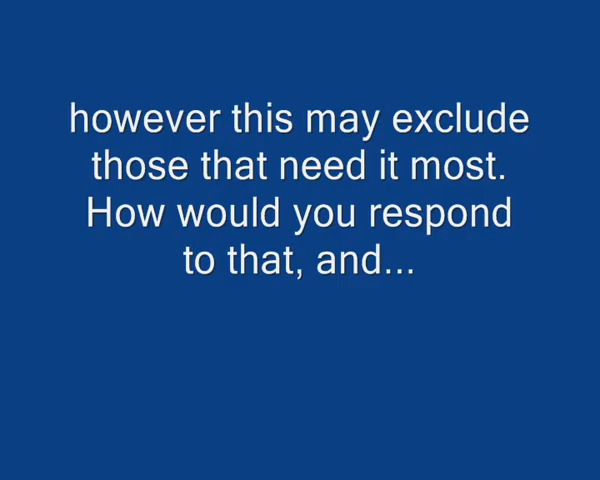 however this may exclude
those that need it most.
How would you respond
to that, and...